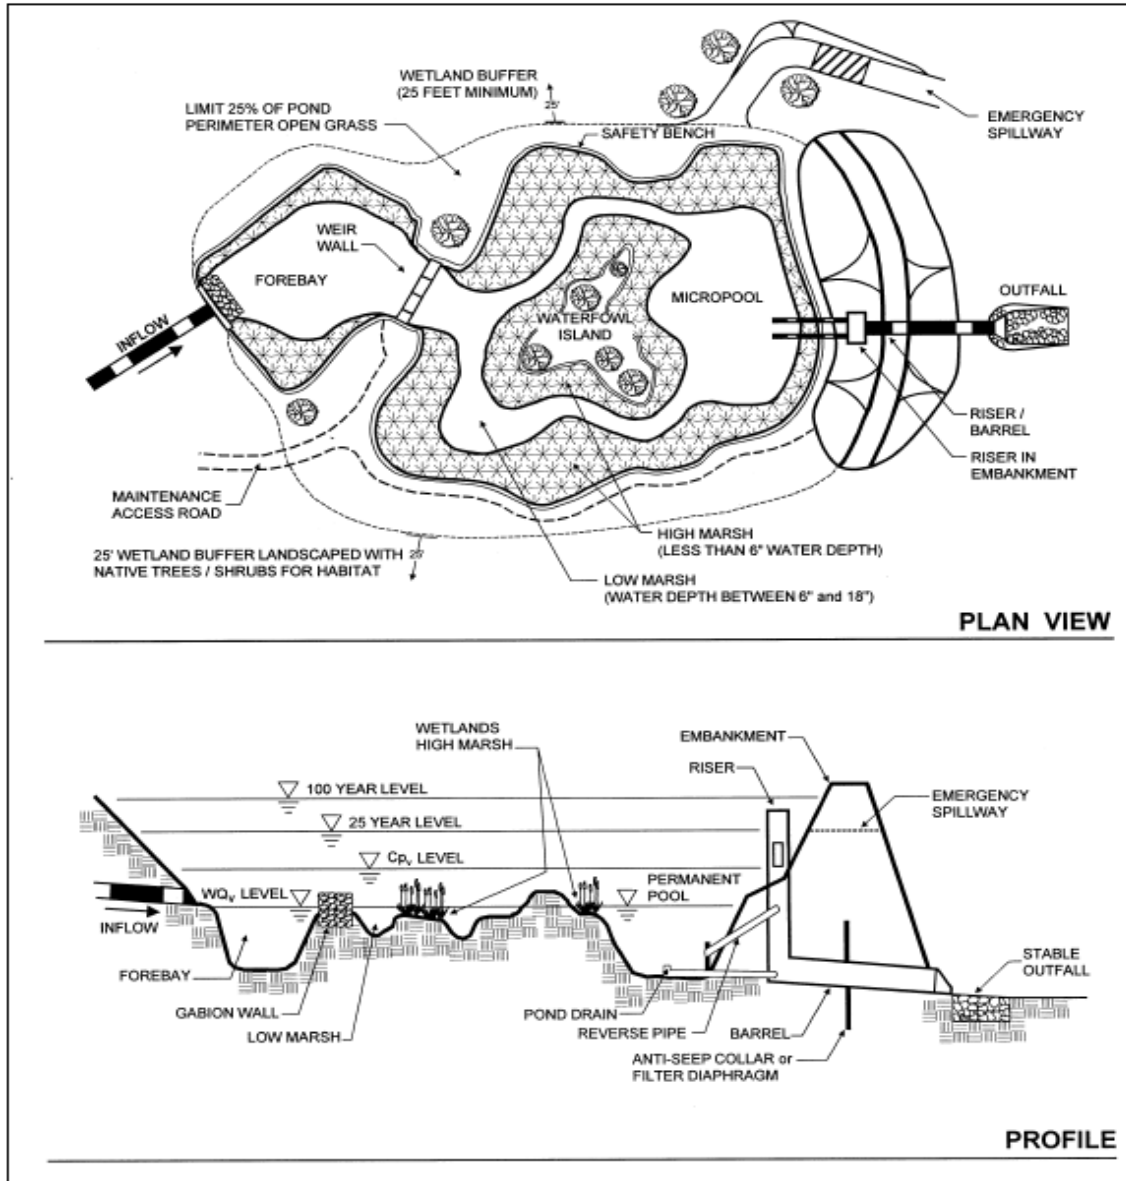 WETLAND BUFFER
(25 FEET MINIMUM)
25'
LIMIT 25% OF POND
PERIMETER OPEN GRASS
SAFETY BENCH
EMERGENCY
SPILLWAY
WEIR
WALL
FOREBAY
INFLOW
WATERFOWL
ISLAND
MICROPOOL
OUTFALL
RISER /
BARREL
RISER IN
EMBANKMENT
MAINTENANCE
ACCESS ROAD
HIGH MARSH
(LESS THAN 6" WATER DEPTH)
25' WETLAND BUFFER LANDSCAPED WITH
NATIVE TREES / SHRUBS FOR HABITAT
25'
LOW MARSH
(WATER DEPTH BETWEEN 6" and 18")
PLAN VIEW
WETLANDS
HIGH MARSH
EMBANKMENT
RISER
100 YEAR LEVEL
EMERGENCY
SPILLWAY
25 YEAR LEVEL
Cpv LEVEL
WQv LEVEL
PERMANENT
POOL
INFLOW
FOREBAY
STABLE
OUTFALL
GABION WALL
POND DRAIN
LOW MARSH
REVERSE PIPE
BARREL
ANTI-SEEP COLLAR or
FILTER DIAPHRAGM
PROFILE